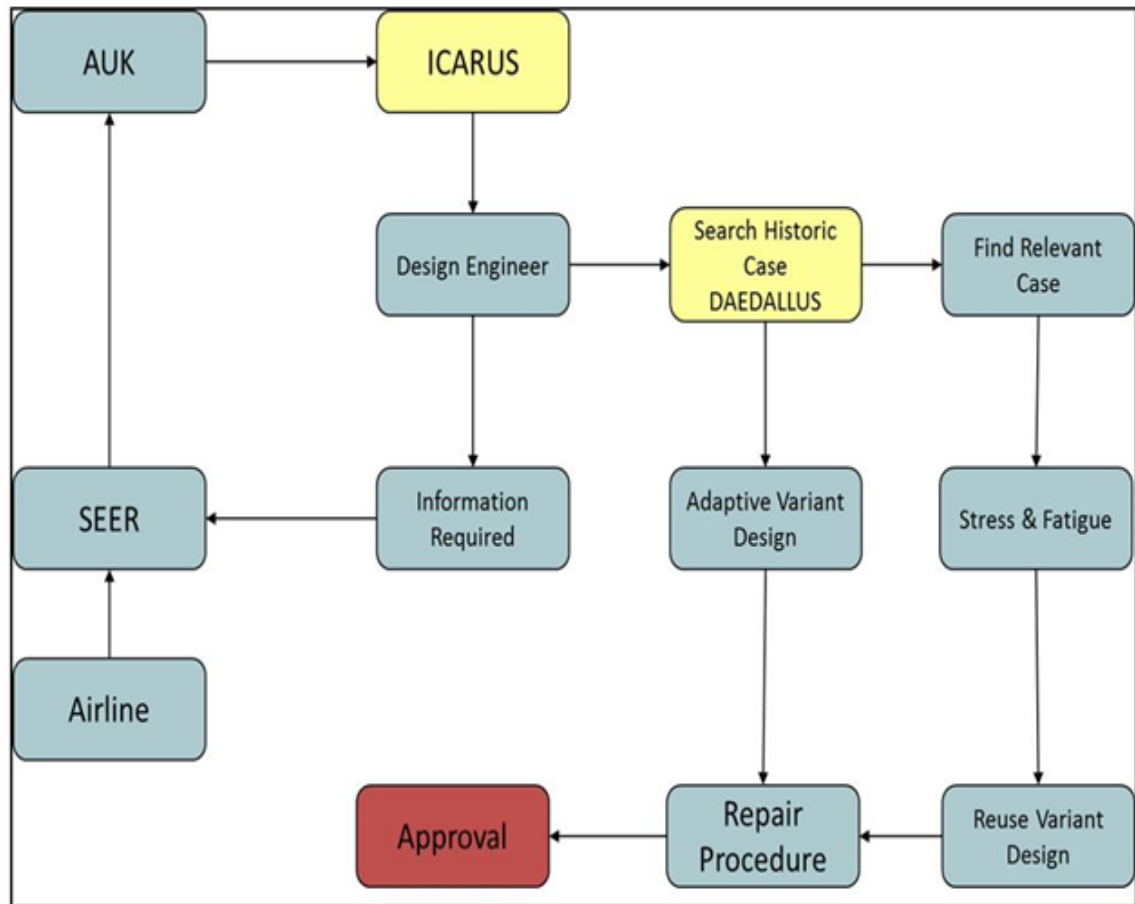 AUK
ICARUS
Design Engineer
Search Historic
Case
DAEDALLUS
Find Relevant
Case
SEER
Information
Required
Adaptive Variant
Design
Stress & Fatigue
Airline
Approval
Repair
Procedure
Reuse Variant
Design